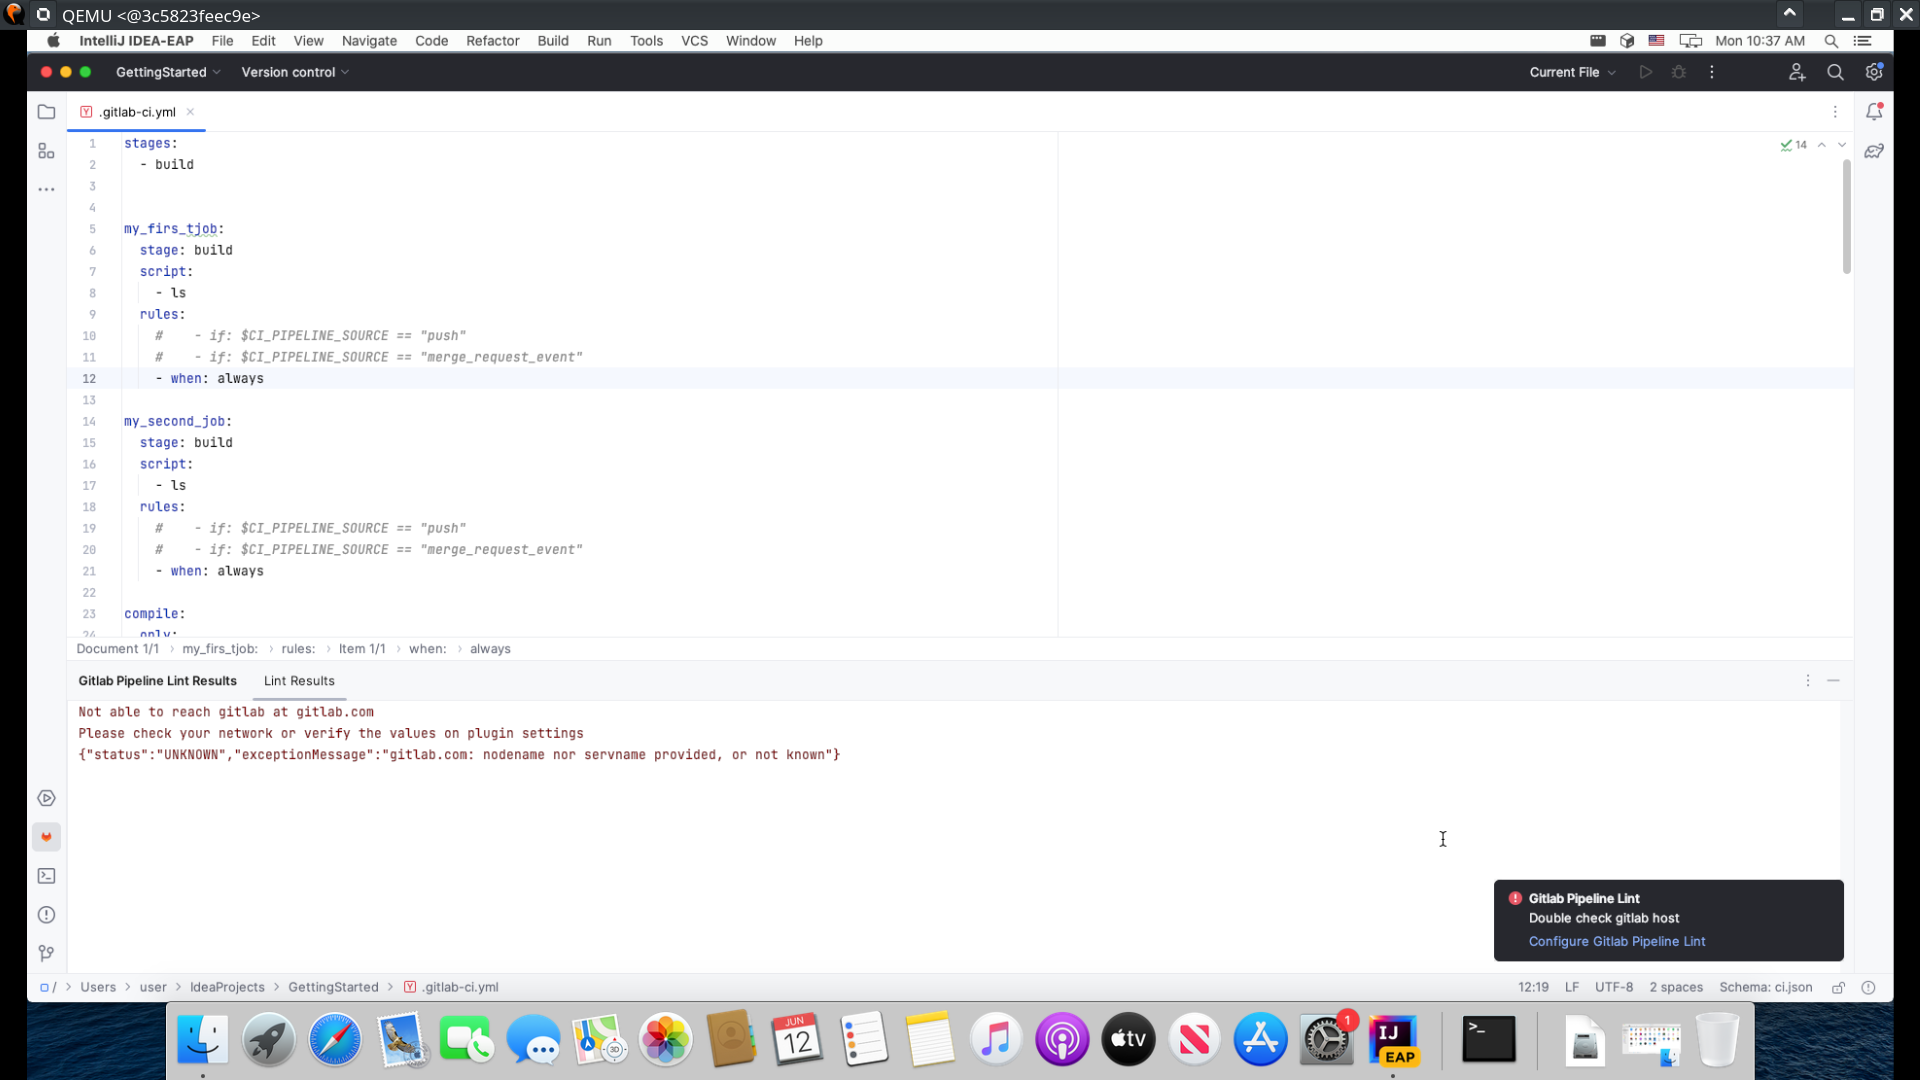 QEMU <@3c5823feec9e>
IntelliJ IDEA-EAP File Edit View Navigate Code Refactor Build Run Tools VCS Window Help Mon 10:37 AM
GettingStarted Version control Current File
.gitlab-ci.yml
14
1 stages:
2 - build
3
4
5 my_firs_tjob:
6 stage: build
7 script:
8 - ls
9 rules:
10 # - if: $CI_PIPELINE_SOURCE == "push"
11 # - if: $CI_PIPELINE_SOURCE == "merge_request_event"
12 - when: always
13
14 my_second_job:
15 stage: build
16 script:
17 - ls
18 rules:
19 # - if: $CI_PIPELINE_SOURCE == "push"
20 # - if: $CI_PIPELINE_SOURCE == "merge_request_event"
21 - when: always
22
23 compile:
24 only:
Document 1/1 › my_firs_tjob: › rules: › Item 1/1 › when: › always
Gitlab Pipeline Lint Results Lint Results
Not able to reach gitlab at gitlab.com
Please check your network or verify the values on plugin settings
{"status":"UNKNOWN","exceptionMessage":"gitlab.com: nodename nor servname provided, or not known"}
Gitlab Pipeline Lint
Double check gitlab host
Configure Gitlab Pipeline Lint
/ › Users › user › IdeaProjects › GettingStarted › .gitlab-ci.yml 12:19 LF UTF-8 2 spaces Schema: ci.json
JUN
12
3D
tv
1
IJ
EAP
>_